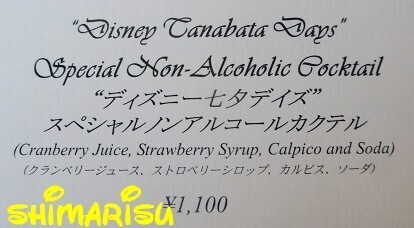 “Disney Tanabata Days”
Special Non-Alcoholic Cocktail
“ディズニー七夕デイズ”
スペシャルノンアルコールカクテル
(Cranberry Juice, Strawberry Syrup, Calpico and Soda)
(クランベリージュース、ストロベリーシロップ、カルピス、ソーダ)
¥1,100
SHIMARISU